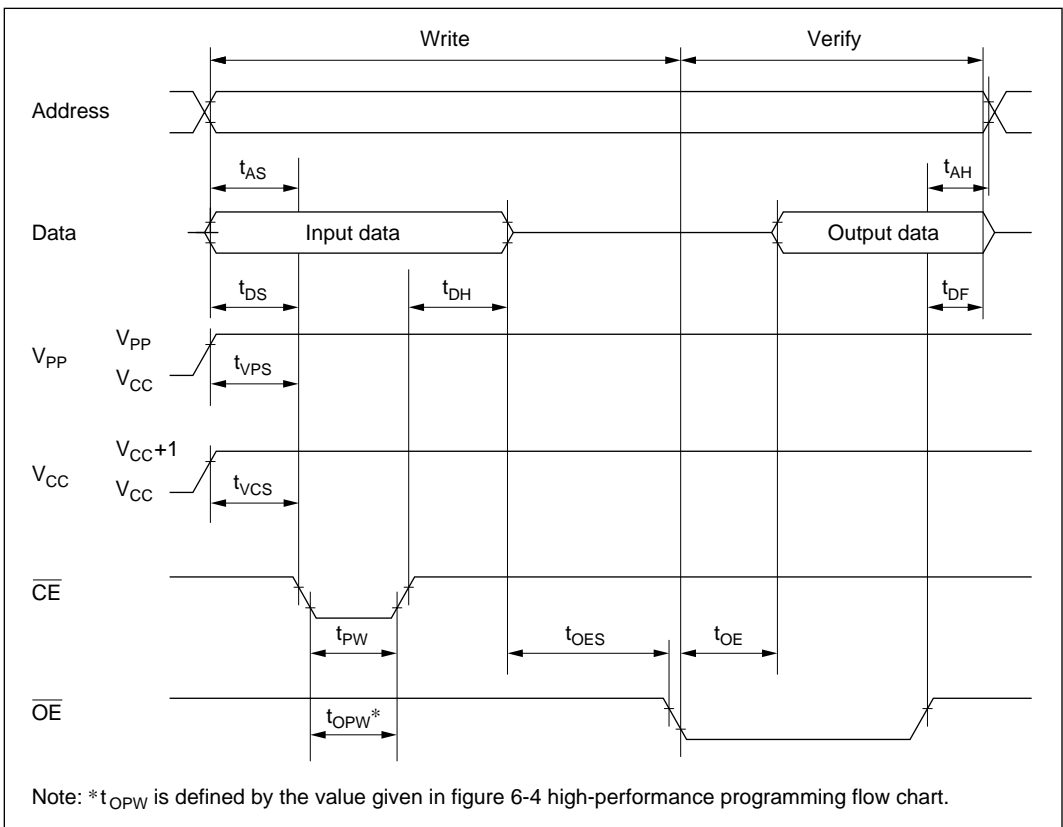 Write Verify
Address
tAS tAH
Data Input data Output data
tDS tDH tDF
VPP VPP
VCC tVPS
VCC VCC+1
VCC tVCS
CE
tPW tOES tOE
OE
tOPW*
Note: *tOPW is defined by the value given in figure 6-4 high-performance programming flow chart.